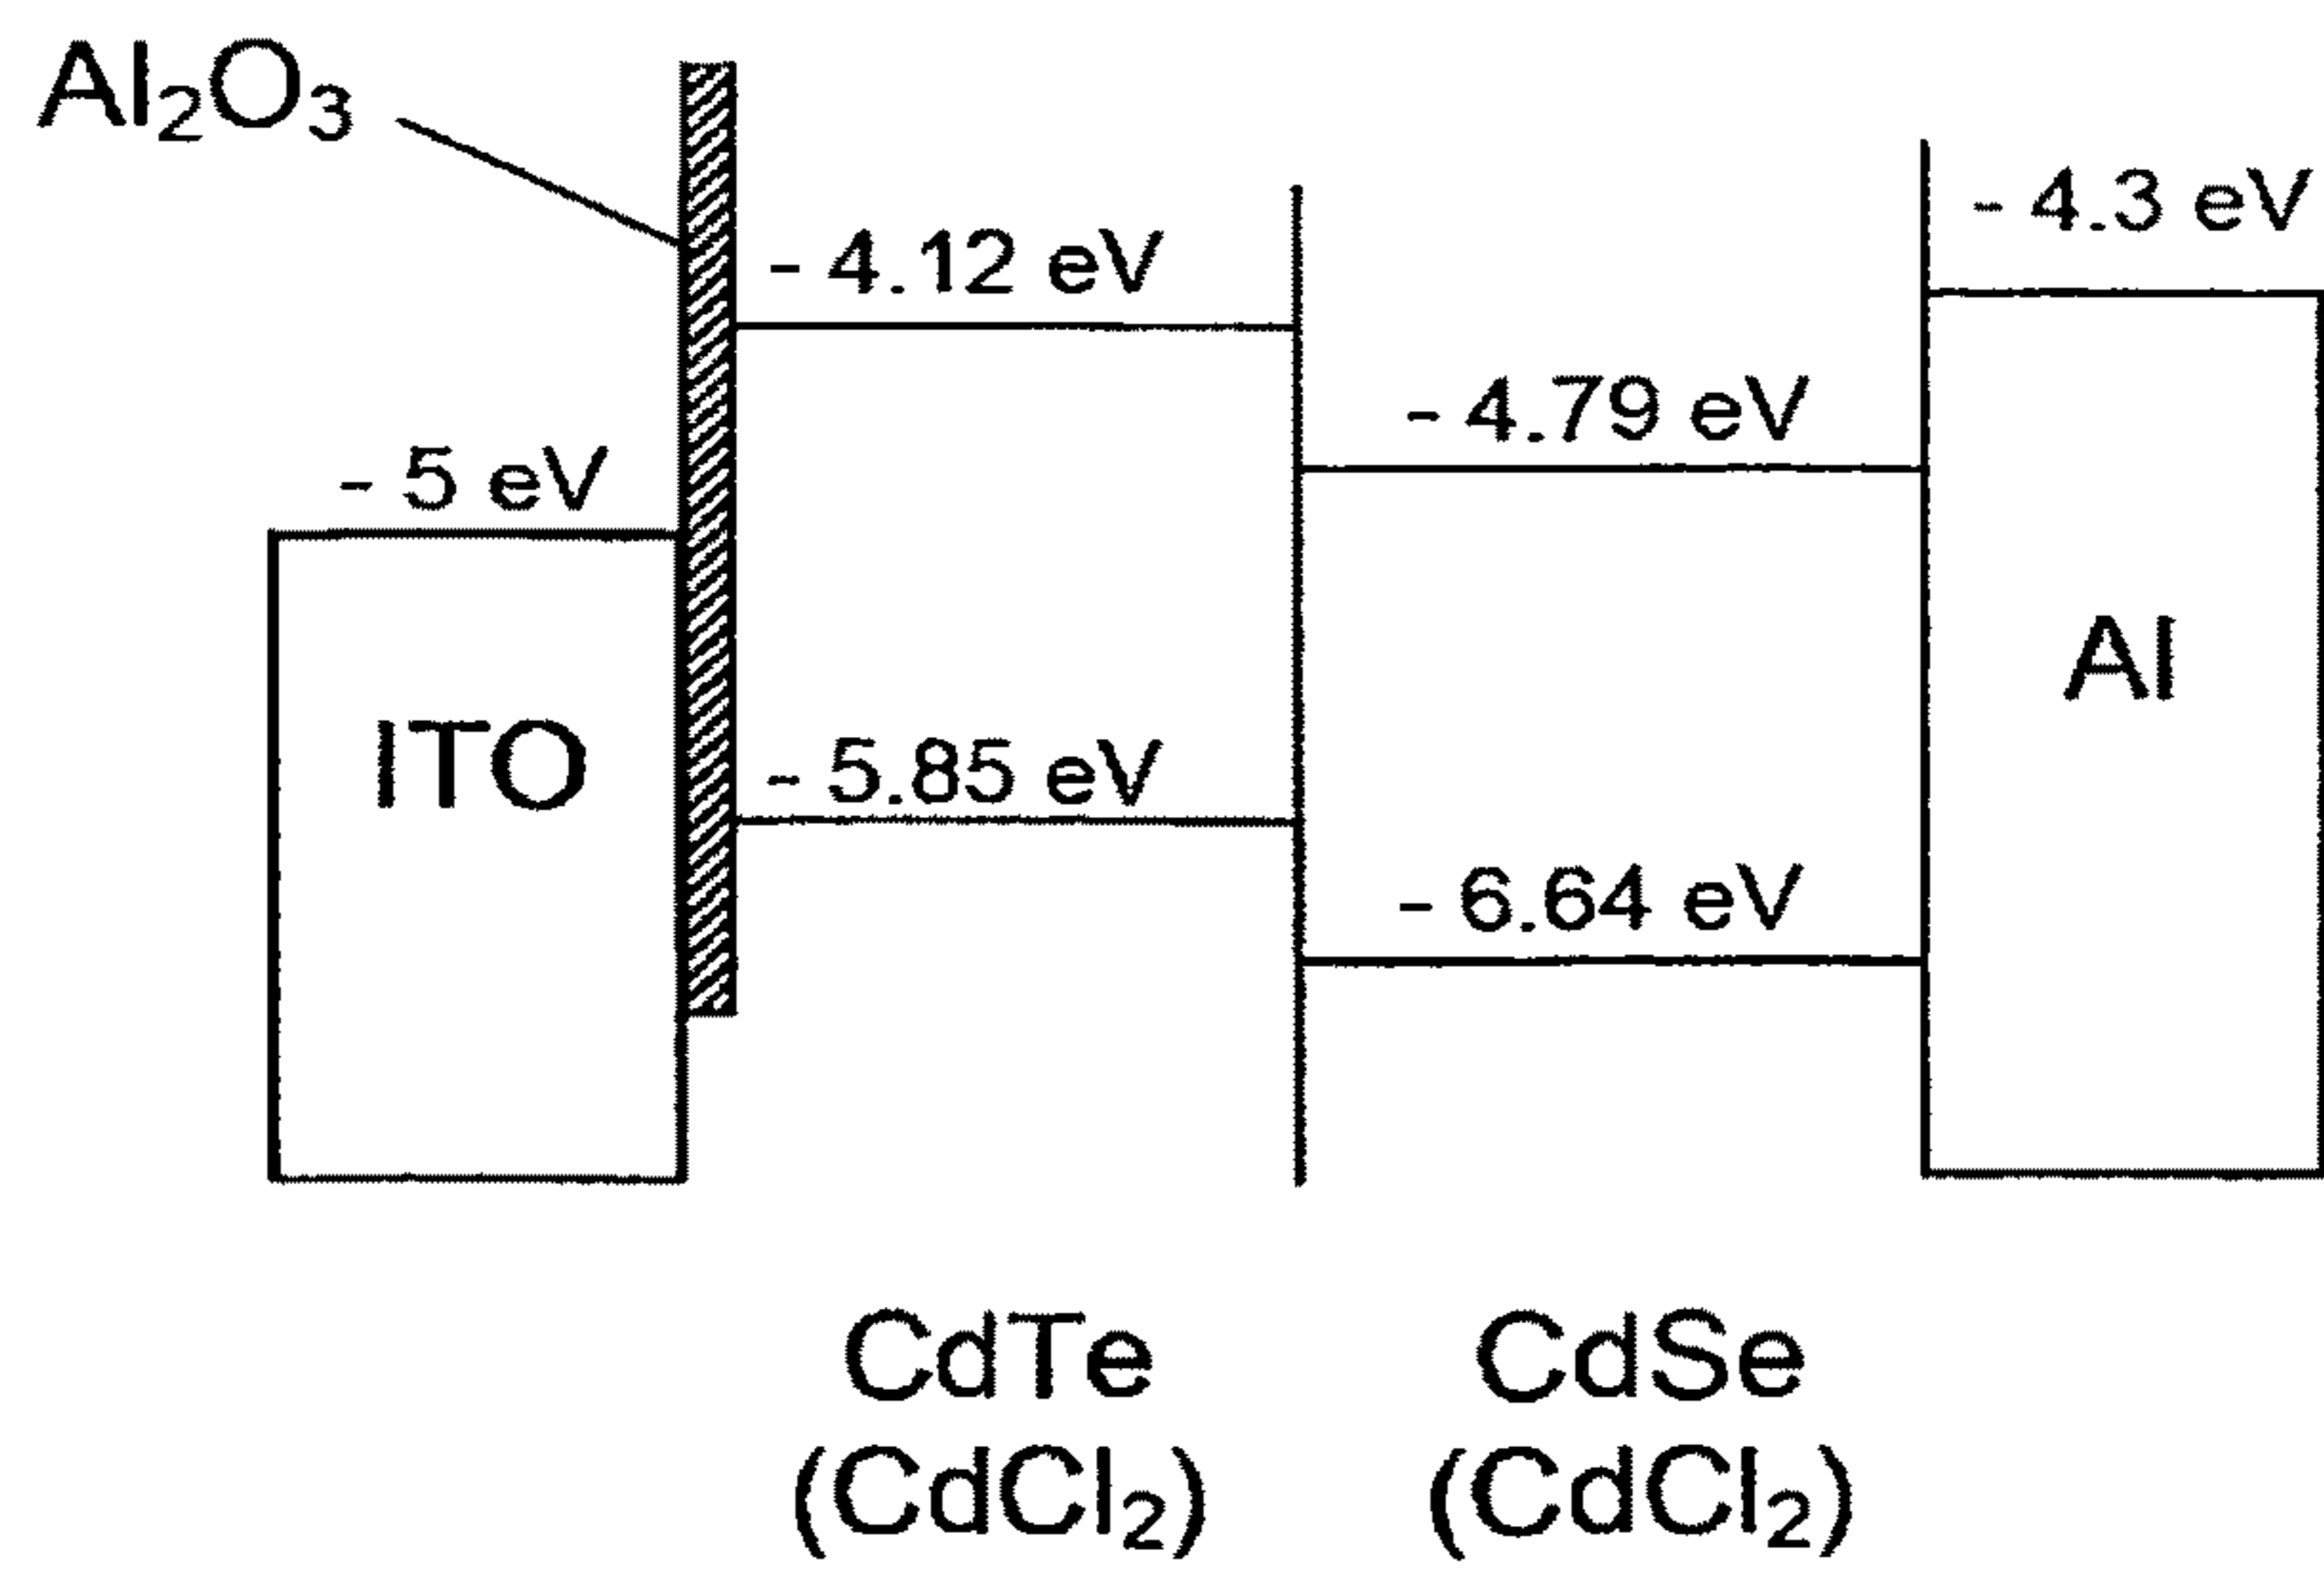 Al₂O₃
- 4.3 eV
- 4.12 eV
- 4.79 eV
- 5 eV
Al
ITO
- 5.85 eV
- 6.64 eV
CdTe
(CdCl₂)
CdSe
(CdCl₂)